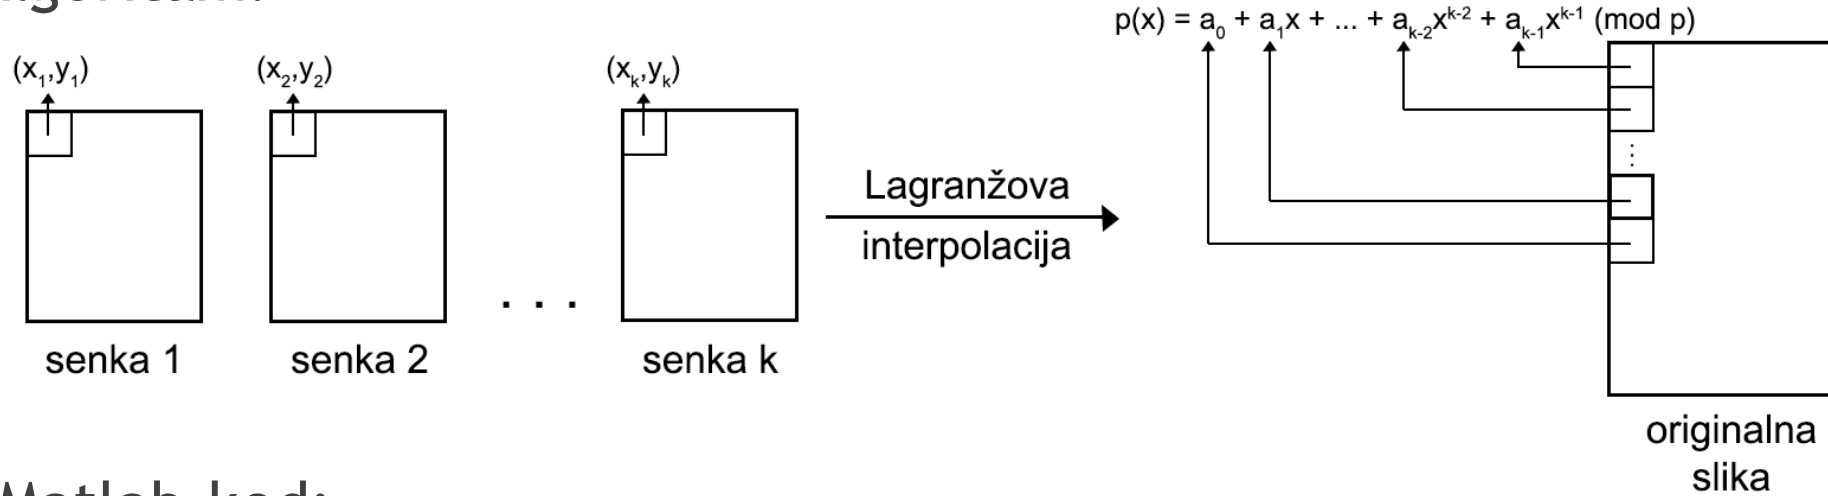 p(x) = a₀ + a₁x + ... + aₖ₋₂xᵏ⁻² + aₖ₋₁xᵏ⁻¹ (mod p)
(x₁,y₁) (x₂,y₂) (xₖ,yₖ)
Lagranžova
interpolacija
. . .
senka 1 senka 2 senka k
originalna
slika
Matlab kod: